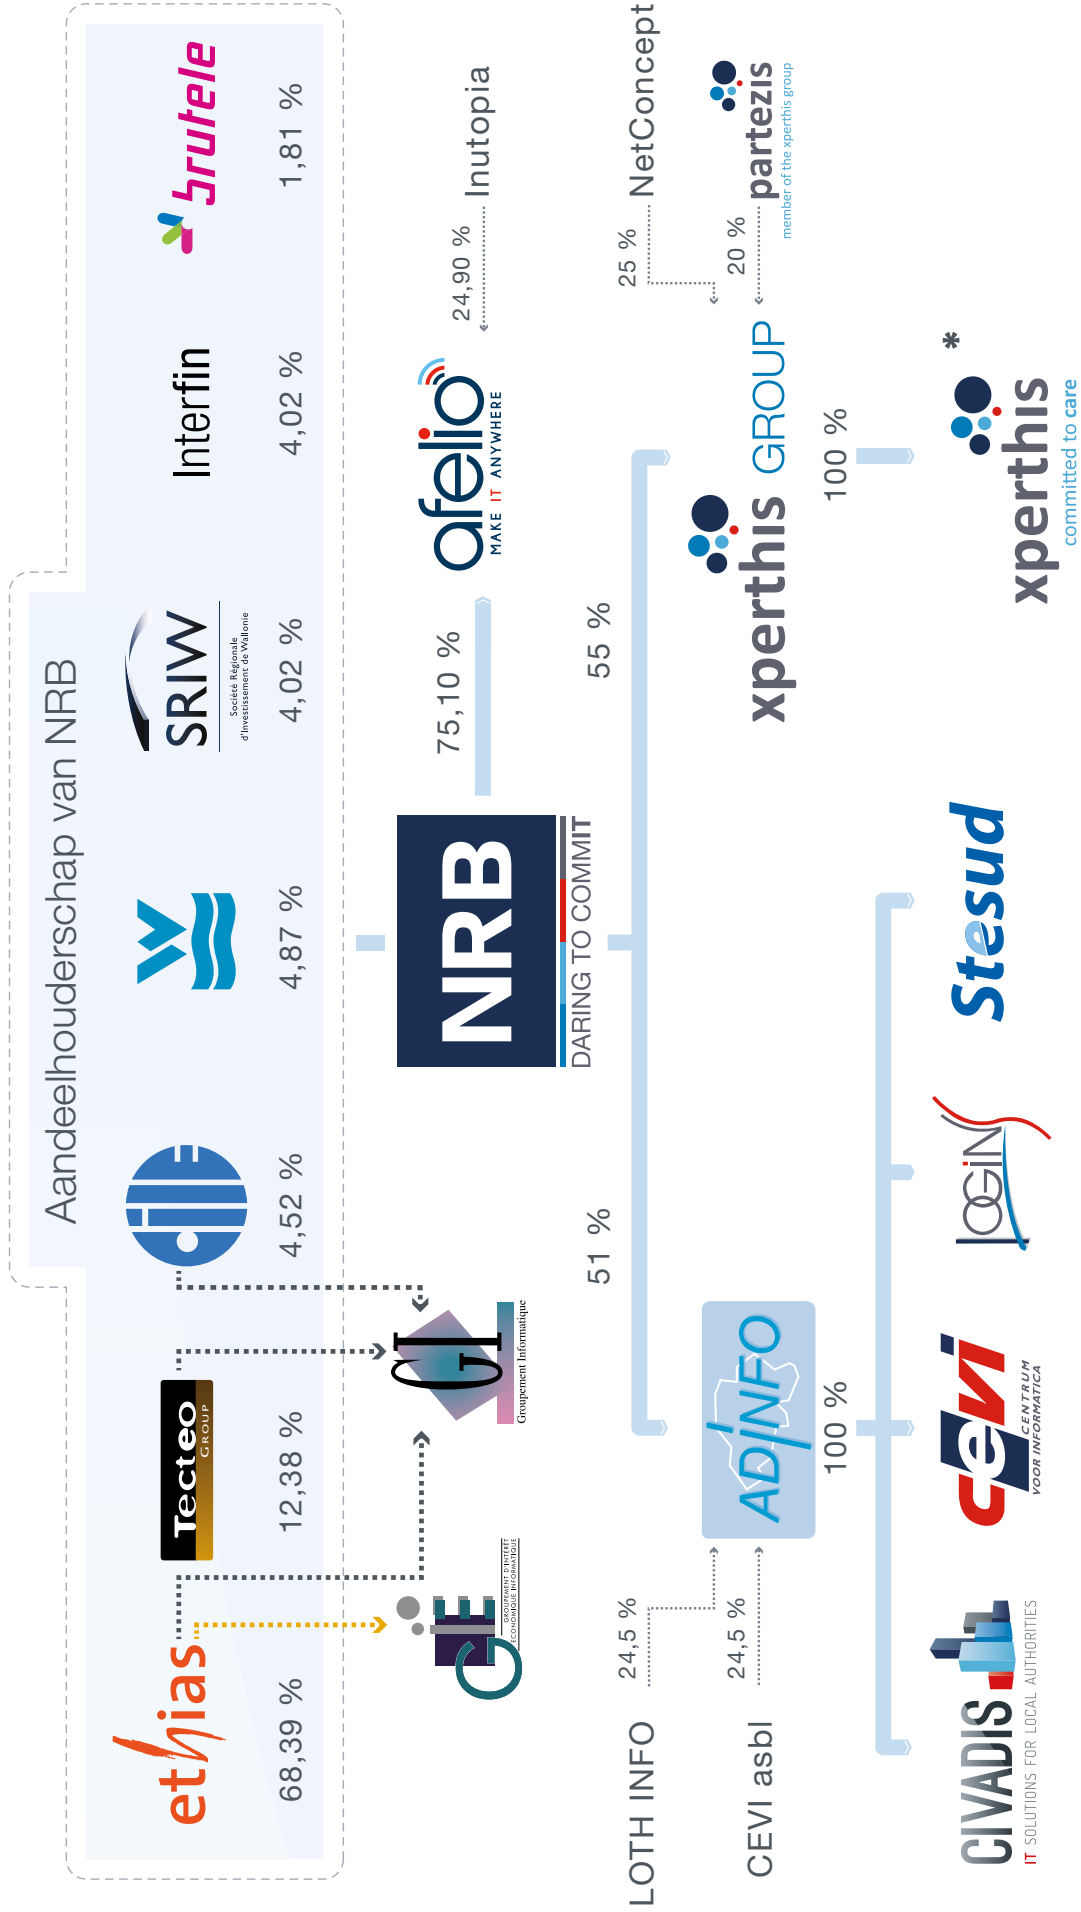 Aandeelhouderschap van NRB
ethias
Tecteo
GROUP
SRIW
Société Régionale
d'Investissement de Wallonie
Interfin
brutele
68,39 %
12,38 %
4,52 %
4,87 %
4,02 %
4,02 %
1,81 %
GIE
GROUPEMENT D'INTÉRÊT
ECONOMIQUE INFORMATIQUE
GI
Groupement Informatique
NRB
DARING TO COMMIT
75,10 %
afelio
MAKE IT ANYWHERE
24,90 %
Inutopia
51 %
55 %
LOTH INFO
24,5 %
CEVI asbl
24,5 %
ADINFO
100 %
xperthis GROUP
100 %
25 %
NetConcept
20 %
partezis
member of the xperthis group
CIVADIS
IT SOLUTIONS FOR LOCAL AUTHORITIES
cevi
CENTRUM
VOOR INFORMATICA
LOGiN
Stesud
xperthis *
committed to care